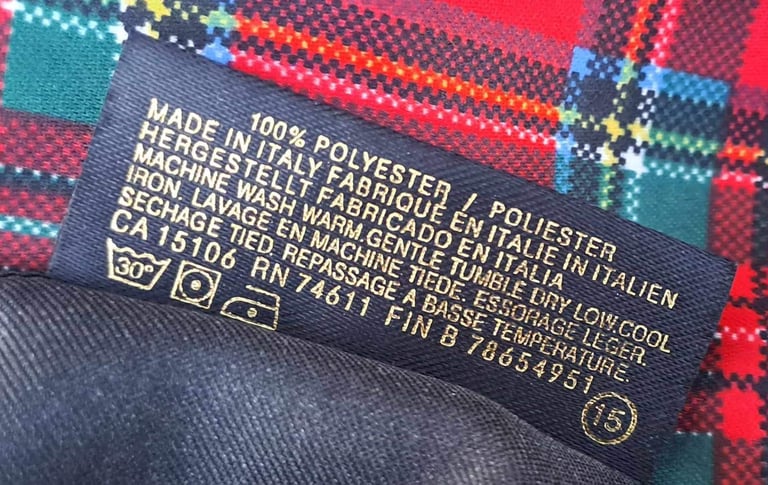 100% POLYESTER / POLIESTER
MADE IN ITALY FABRIQUÉ EN ITALIE IN ITALIEN
HERGESTELLT FABRICADO EN ITALIA
MACHINE WASH WARM.GENTLE TUMBLE DRY LOW.COOL
IRON. LAVAGE EN MACHINE TIEDE. ESSORAGE LEGER.
SECHAGE TIED. REPASSAGE A BASSE TEMPERATURE.
CA 15106 RN 74611 FIN B 78654951
30°
15